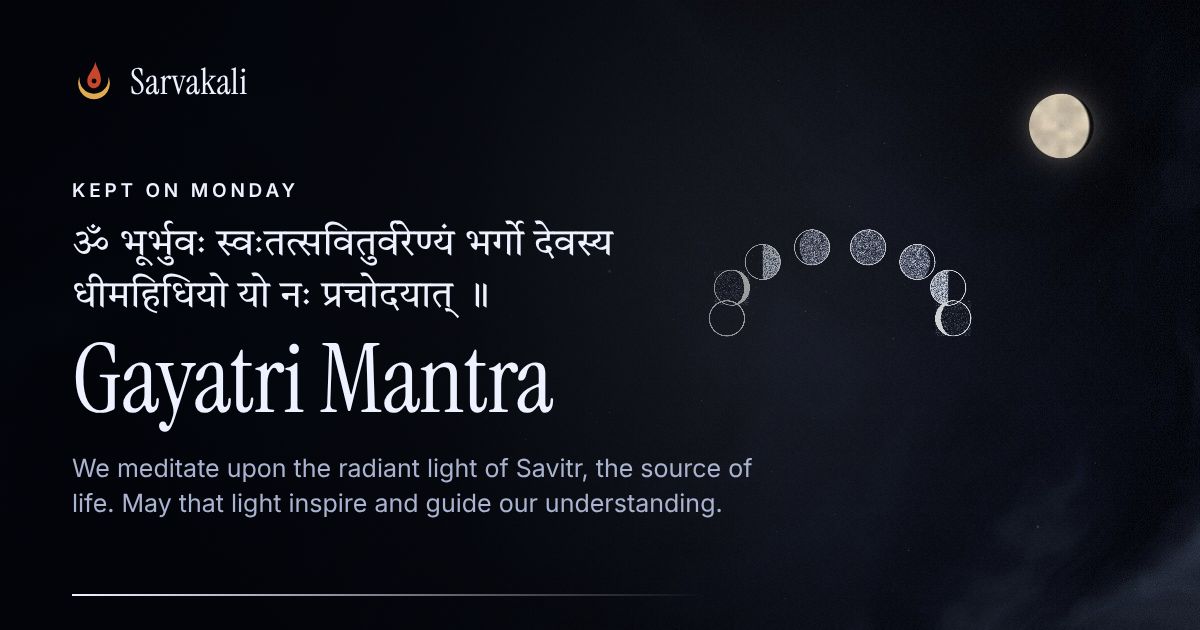 Sarvakali
KEPT ON MONDAY
ॐ भूर्भुवः स्वःतत्सवितुर्वरेण्यं भर्गो देवस्य
धीमहिधियो यो नः प्रचोदयात् ॥
Gayatri Mantra
We meditate upon the radiant light of Savitr, the source of
life. May that light inspire and guide our understanding.